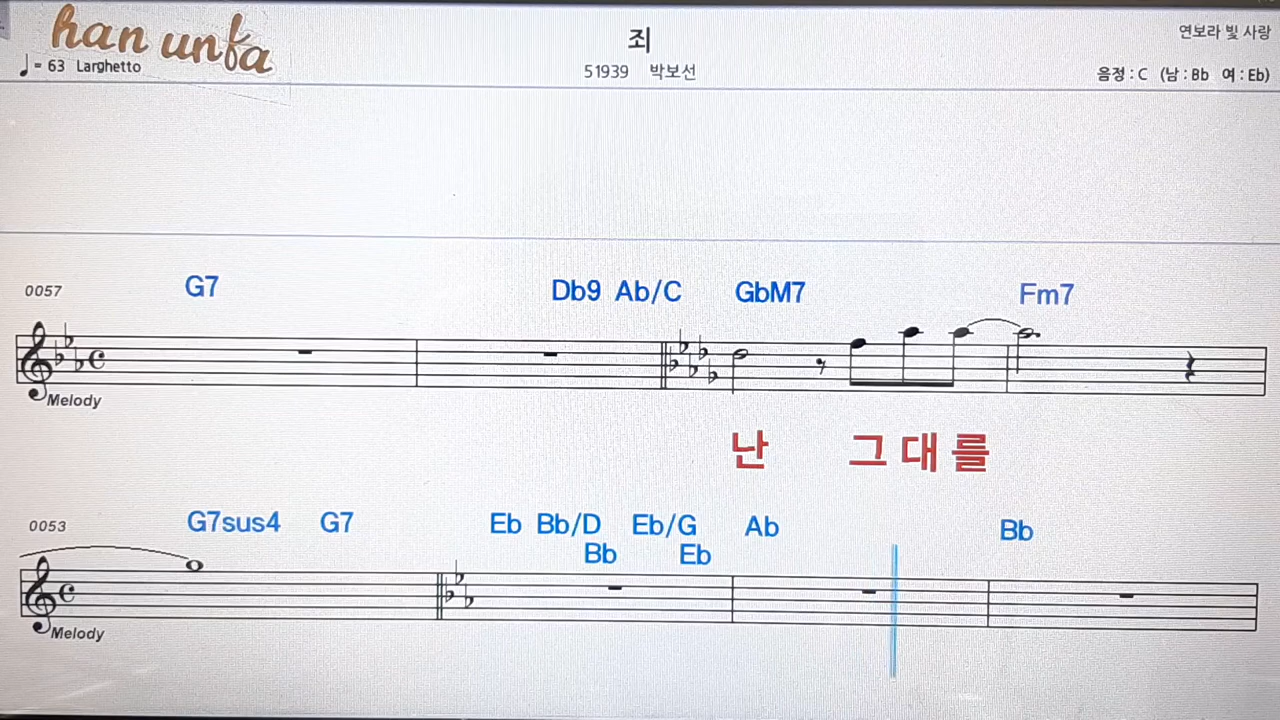 han unfa
연보라 빛 사랑
죄
♩= 63 Larghetto
51939 박보선
음정 : C (남 : Bb 여 : Eb)
0057 G7 Db9 Ab/C GbM7 Fm7
Melody
난 그 대 를
0053 G7sus4 G7 Eb Bb/D Eb/G Ab Bb
Bb Eb
Melody